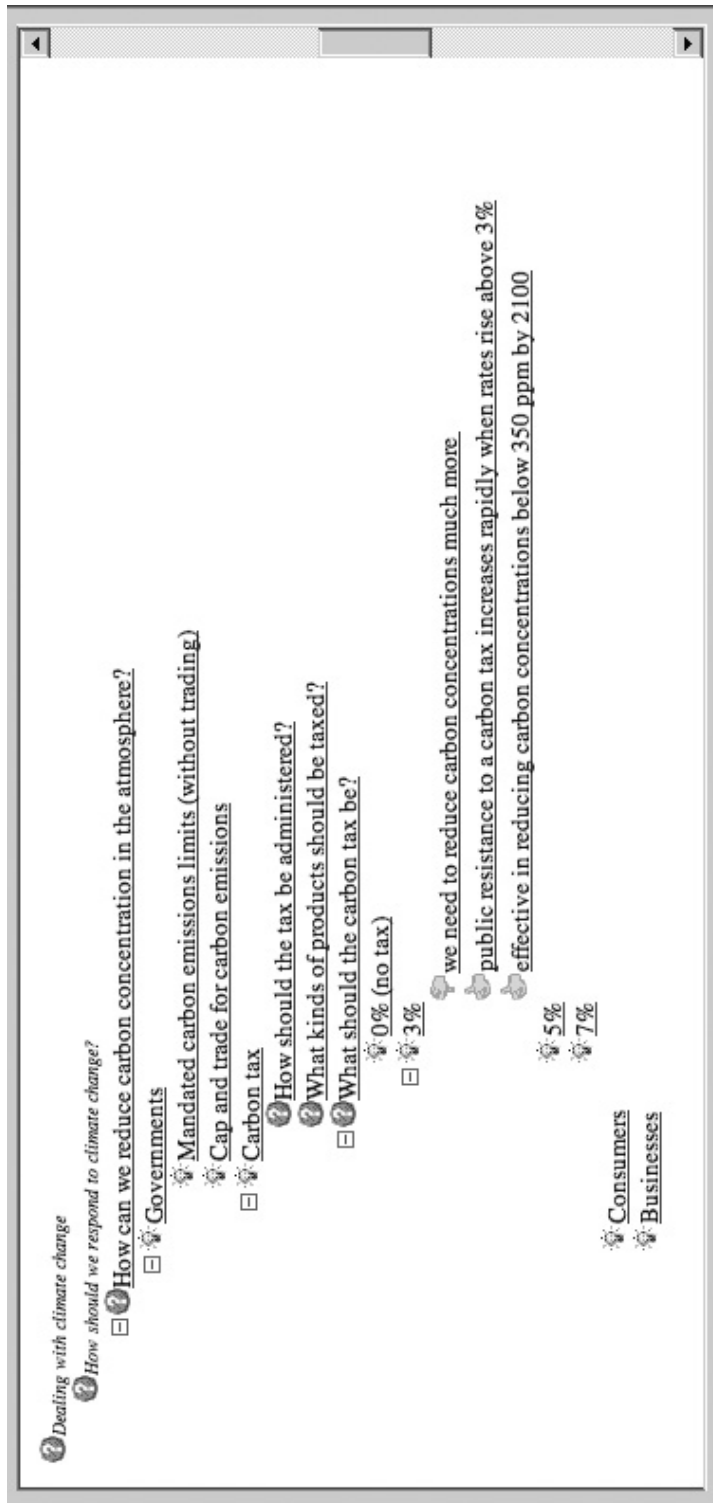 Dealing with climate change
How should we respond to climate change?
How can we reduce carbon concentration in the atmosphere?
Governments
Mandated carbon emissions limits (without trading)
Cap and trade for carbon emissions
Carbon tax
How should the tax be administered?
What kinds of products should be taxed?
What should the carbon tax be?
0% (no tax)
3%
we need to reduce carbon concentrations much more
public resistance to a carbon tax increases rapidly when rates rise above 3%
effective in reducing carbon concentrations below 350 ppm by 2100
5%
7%
Consumers
Businesses